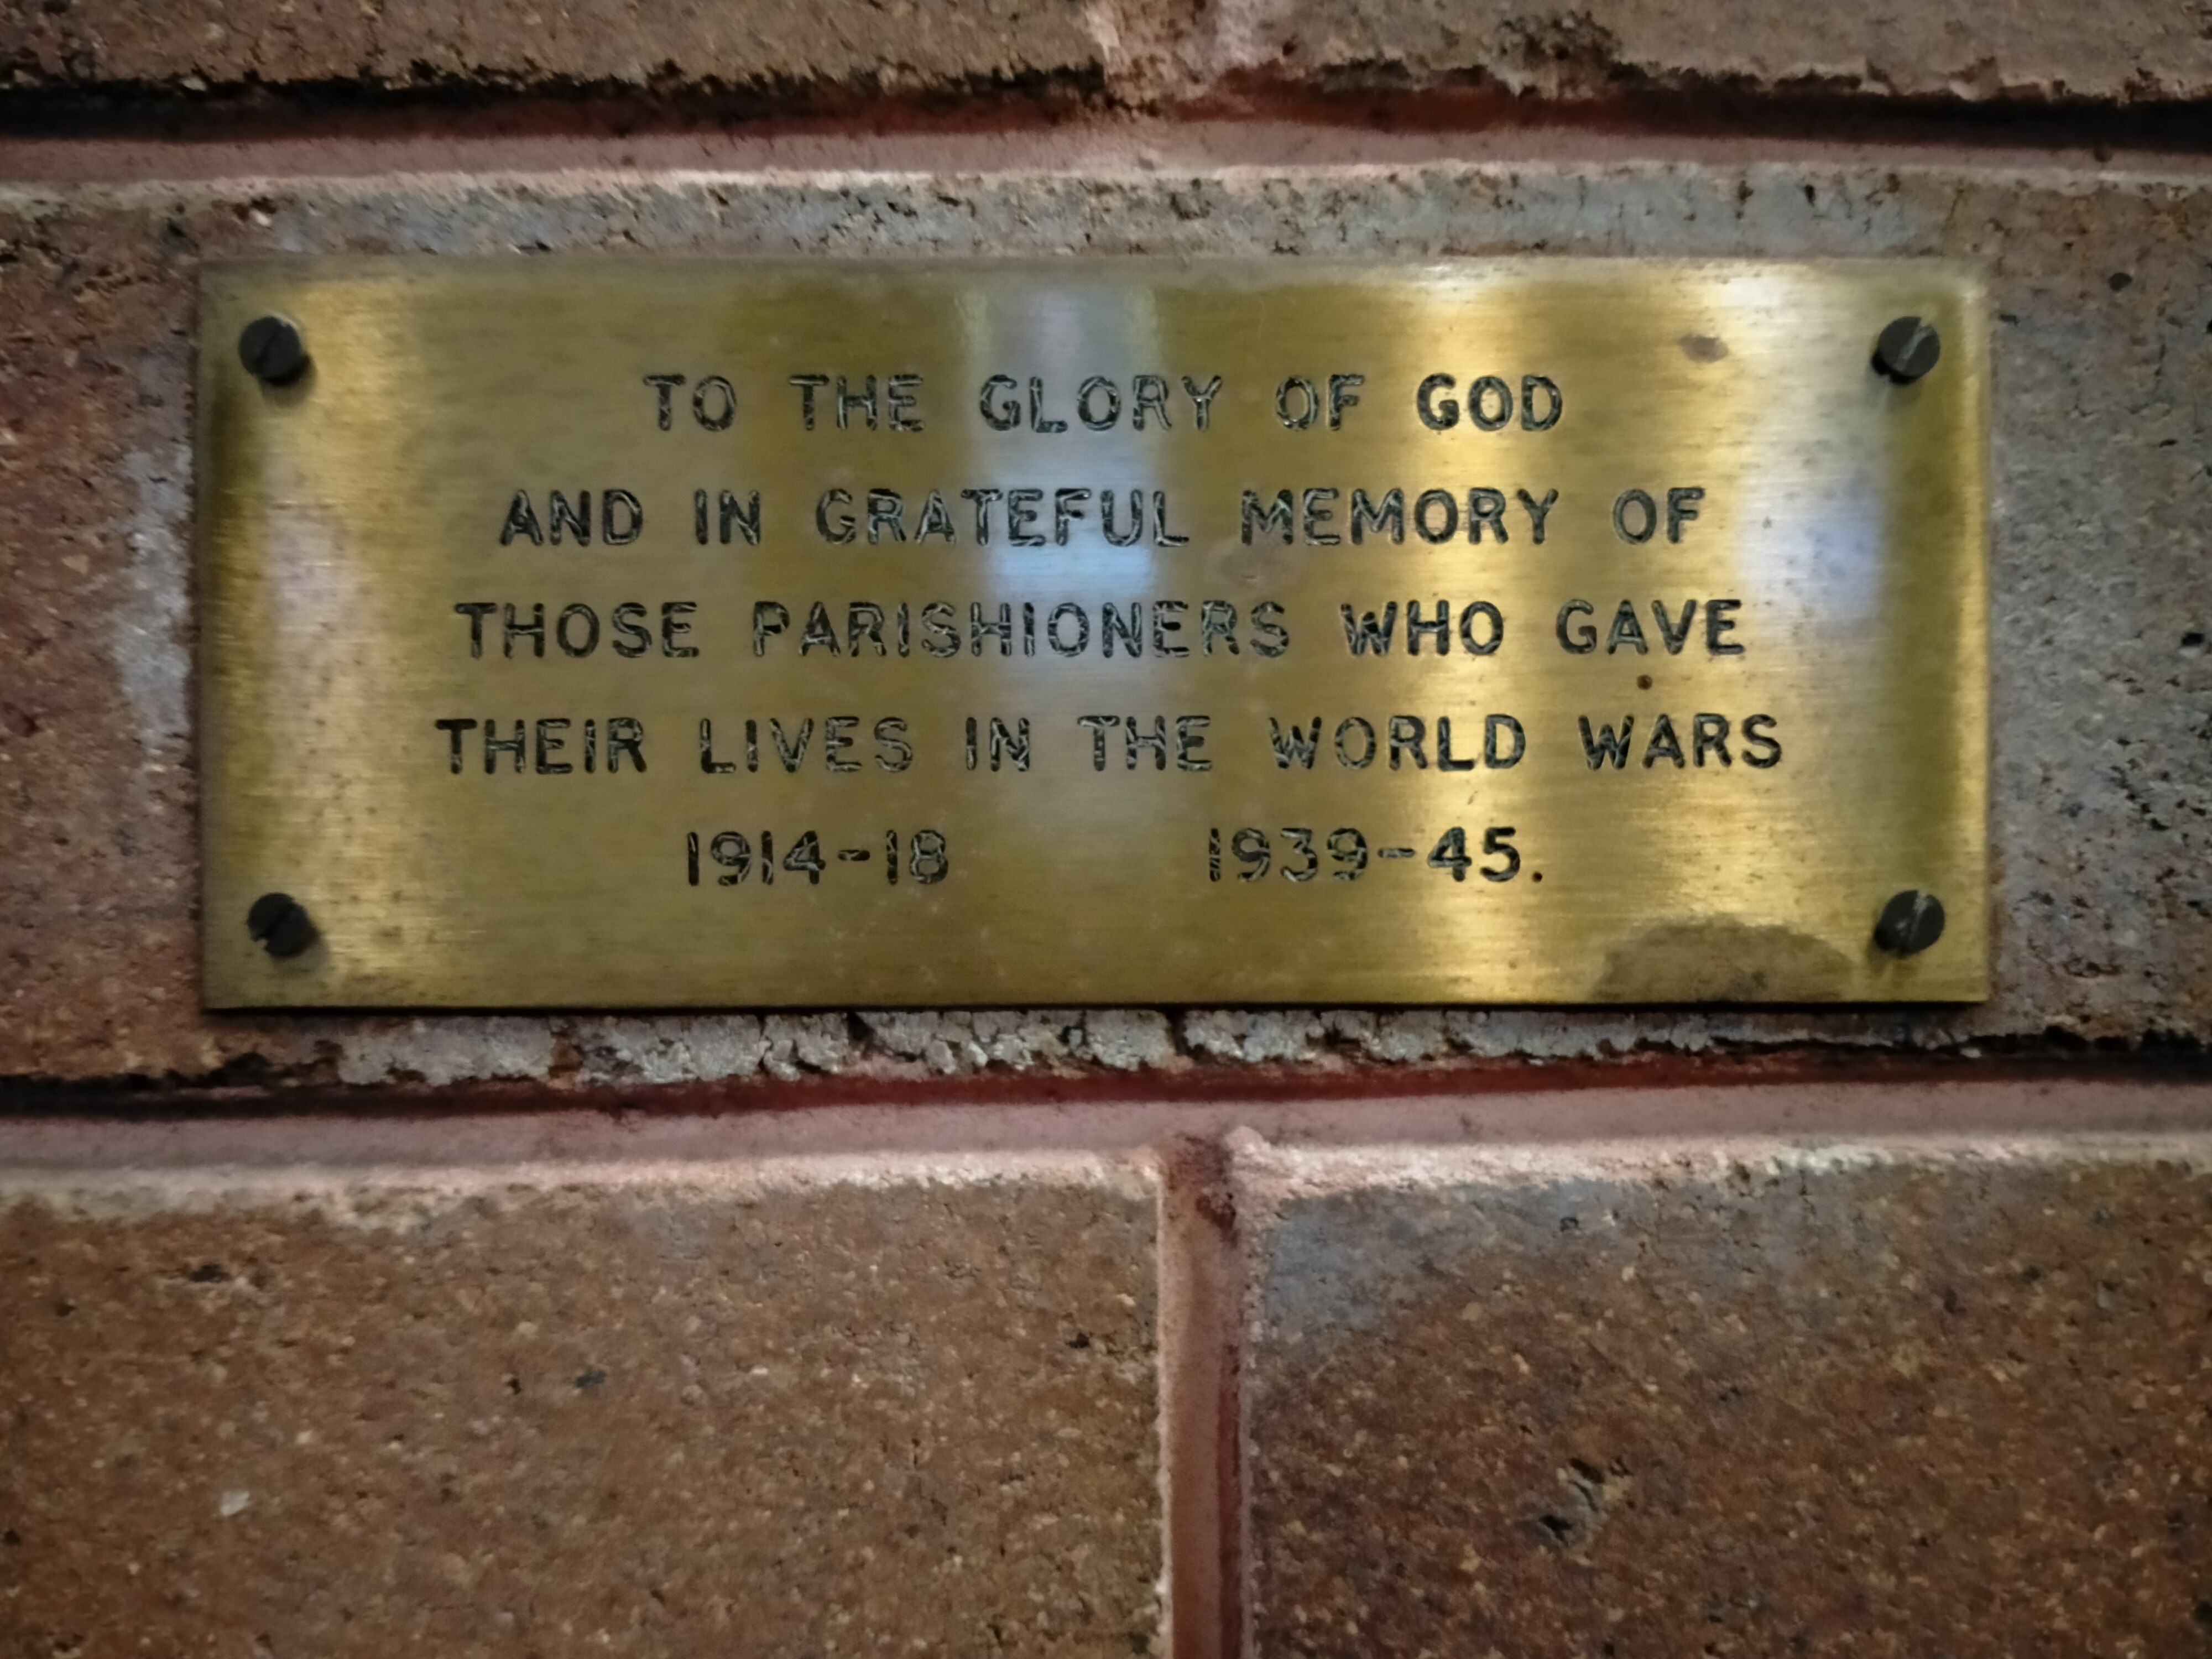 TO THE GLORY OF GOD
AND IN GRATEFUL MEMORY OF
THOSE PARISHIONERS WHO GAVE
THEIR LIVES IN THE WORLD WARS
1914-18 1939-45.